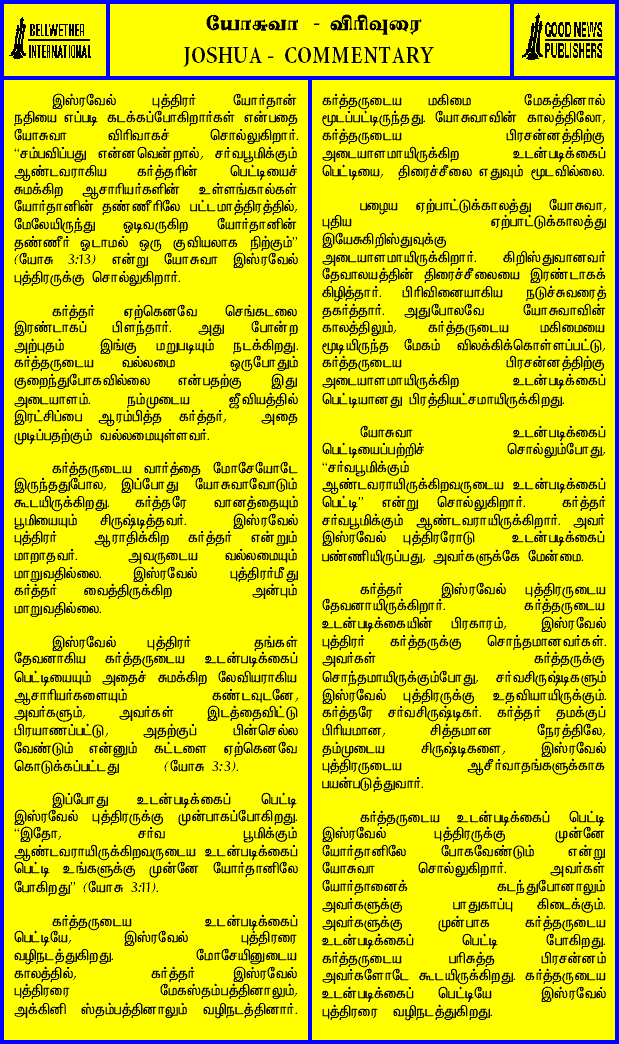 BELLWETHER
INTERNATIONAL
யோசுவா - விரிவுரை
JOSHUA - COMMENTARY
GOOD NEWS
PUBLISHERS
இஸ்ரவேல் புத்திரர் யோர்தான்
நதியை எப்படி கடக்கப்போகிறார்கள் என்பதை
யோசுவா விரிவாகச் சொல்லுகிறார்.
“சம்பவிப்பது என்னவென்றால், சர்வபூமிக்கும்
ஆண்டவராகிய கர்த்தரின் பெட்டியைச்
சுமக்கிற ஆசாரியர்களின் உள்ளங்கால்கள்
யோர்தானின் தண்ணீரிலே பட்டமாத்திரத்தில்,
மேலேயிருந்து ஓடிவருகிற யோர்தானின்
தண்ணீர் ஓடாமல் ஒரு குவியலாக நிற்கும்”
(யோசு 3:13) என்று யோசுவா இஸ்ரவேல்
புத்திரருக்கு சொல்லுகிறார்.
கர்த்தர் ஏற்கெனவே செங்கடலை
இரண்டாகப் பிளந்தார். அது போன்ற
அற்புதம் இங்கு மறுபடியும் நடக்கிறது.
கர்த்தருடைய வல்லமை ஒருபோதும்
குறைந்துபோகவில்லை என்பதற்கு இது
அடையாளம். நம்முடைய ஜீவியத்தில்
இரட்சிப்பை ஆரம்பித்த கர்த்தர், அதை
முடிப்பதற்கும் வல்லமையுள்ளவர்.
கர்த்தருடைய வார்த்தை மோசேயோடே
இருந்ததுபோல, இப்போது யோசுவாவோடும்
கூடயிருக்கிறது. கர்த்தரே வானத்தையும்
பூமியையும் சிருஷ்டித்தவர். இஸ்ரவேல்
புத்திரர் ஆராதிக்கிற கர்த்தர் என்றும்
மாறாதவர். அவருடைய வல்லமையும்
மாறுவதில்லை. இஸ்ரவேல் புத்திரர்மீது
கர்த்தர் வைத்திருக்கிற அன்பும்
மாறுவதில்லை.
இஸ்ரவேல் புத்திரர் தங்கள்
தேவனாகிய கர்த்தருடைய உடன்படிக்கைப்
பெட்டியையும் அதைச் சுமக்கிற லேவியராகிய
ஆசாரியர்களையும் கண்டவுடனே,
அவர்களும், அவர்கள் இடத்தைவிட்டு
பிரயாணப்பட்டு, அதற்குப் பின்செல்ல
வேண்டும் என்னும் கட்டளை ஏற்கெனவே
கொடுக்கப்பட்டது (யோசு 3:3).
இப்போது உடன்படிக்கைப் பெட்டி
இஸ்ரவேல் புத்திரருக்கு முன்பாகப்போகிறது.
“இதோ, சர்வ பூமிக்கும்
ஆண்டவராயிருக்கிறவருடைய உடன்படிக்கைப்
பெட்டி உங்களுக்கு முன்னே யோர்தானிலே
போகிறது” (யோசு 3:11).
கர்த்தருடைய உடன்படிக்கைப்
பெட்டியே, இஸ்ரவேல் புத்திரரை
வழிநடத்துகிறது. மோசேயினுடைய
காலத்தில், கர்த்தர் இஸ்ரவேல்
புத்திரரை மேகஸ்தம்பத்தினாலும்,
அக்கினி ஸ்தம்பத்தினாலும் வழிநடத்தினார்.
கர்த்தருடைய மகிமை மேகத்தினால்
மூடப்பட்டிருந்தது. யோசுவாவின் காலத்திலோ,
கர்த்தருடைய பிரசன்னத்திற்கு
அடையாளமாயிருக்கிற உடன்படிக்கைப்
பெட்டியை, திரைச்சீலை எதுவும் மூடவில்லை.
பழைய ஏற்பாட்டுக்காலத்து யோசுவா,
புதிய ஏற்பாட்டுகாலத்து
இயேசுகிறிஸ்துவுக்கு
அடையாளமாயிருக்கிறார். கிறிஸ்துவானவர்
தேவாலயத்தின் திரைச்சீலையை இரண்டாகக்
கிழித்தார். பிரிவினையாகிய நடுச்சுவரைத்
தகர்த்தார். அதுபோலவே யோசுவாவின்
காலத்திலும், கர்த்தருடைய மகிமையை
மூடியிருந்த மேகம் விலக்கிக்கொள்ளப்பட்டு,
கர்த்தருடைய பிரசன்னத்திற்கு
அடையாளமாயிருக்கிற உடன்படிக்கைப்
பெட்டியானது பிரத்தியட்சமாயிருக்கிறது.
யோசுவா உடன்படிக்கைப்
பெட்டியைப்பற்றிச் சொல்லும்போது,
“சர்வபூமிக்கும்
ஆண்டவராயிருக்கிறவருடைய உடன்படிக்கைப்
பெட்டி” என்று சொல்லுகிறார். கர்த்தர்
சர்வபூமிக்கும் ஆண்டவராயிருக்கிறார். அவர்
இஸ்ரவேல் புத்திரரோடு உடன்படிக்கைப்
பண்ணியிருப்பது, அவர்களுக்கே மேன்மை.
கர்த்தர் இஸ்ரவேல் புத்திரருடைய
தேவனாயிருக்கிறார். கர்த்தருடைய
உடன்படிக்கையின் பிரகாரம், இஸ்ரவேல்
புத்திரர் கர்த்தருக்கு சொந்தமானவர்கள்.
அவர்கள் கர்த்தருக்கு
சொந்தமாயிருக்கும்போது, சர்வசிருஷ்டிகளும்
இஸ்ரவேல் புத்திரருக்கு உதவியாயிருக்கும்.
கர்த்தரே சர்வசிருஷ்டிகர். கர்த்தர் தமக்குப்
பிரியமான, சித்தமான நேரத்திலே,
தம்முடைய சிருஷ்டிகளை, இஸ்ரவேல்
புத்திரருடைய ஆசீர்வாதங்களுக்காக
பயன்படுத்துவார்.
கர்த்தருடைய உடன்படிக்கைப் பெட்டி
இஸ்ரவேல் புத்திரருக்கு முன்னே
யோர்தானிலே போகவேண்டும் என்று
யோசுவா சொல்லுகிறார். அவர்கள்
யோர்தானைக் கடந்துபோனாலும்
அவர்களுக்கு பாதுகாப்பு கிடைக்கும்.
அவர்களுக்கு முன்பாக கர்த்தருடைய
உடன்படிக்கைப் பெட்டி போகிறது.
கர்த்தருடைய பரிசுத்த பிரசன்னம்
அவர்களோடே கூடயிருக்கிறது. கர்த்தருடைய
உடன்படிக்கைப் பெட்டியே இஸ்ரவேல்
புத்திரரை வழிநடத்துகிறது.